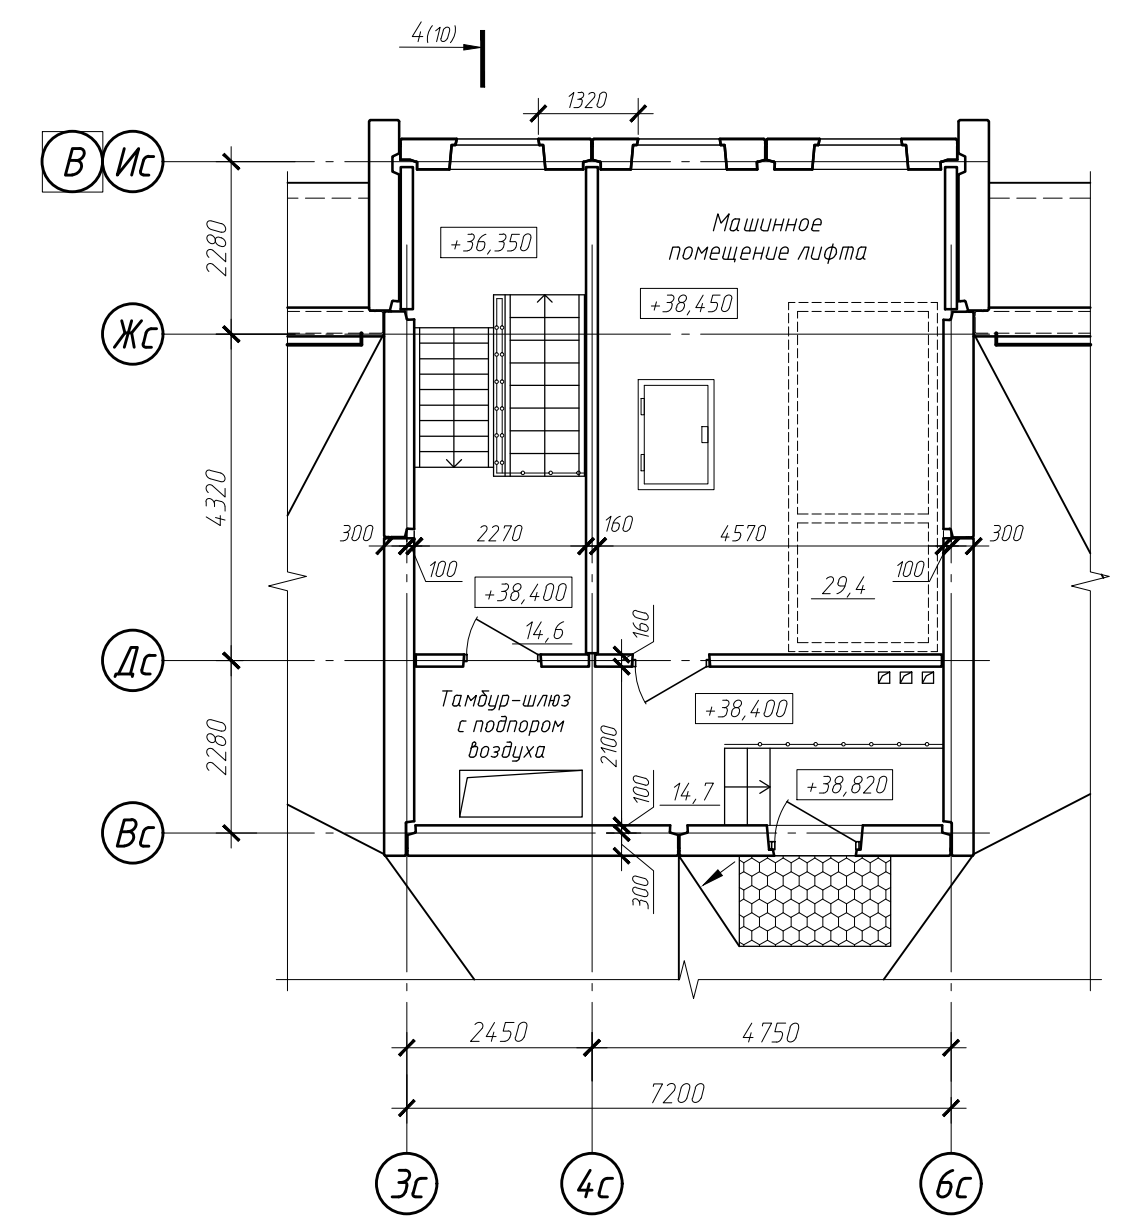 4(10)
1320
В
Ис
2280
+36,350
Машинное
помещение лифта
+38,450
Жс
4320
300
2270
160
4570
300
100
100
+38,400
29,4
14,6
160
Дс
Тамбур-шлюз
с подпором
воздуха
+38,400
2280
2100
100
14,7
+38,820
Вс
300
2450
4750
7200
3с
4с
6с